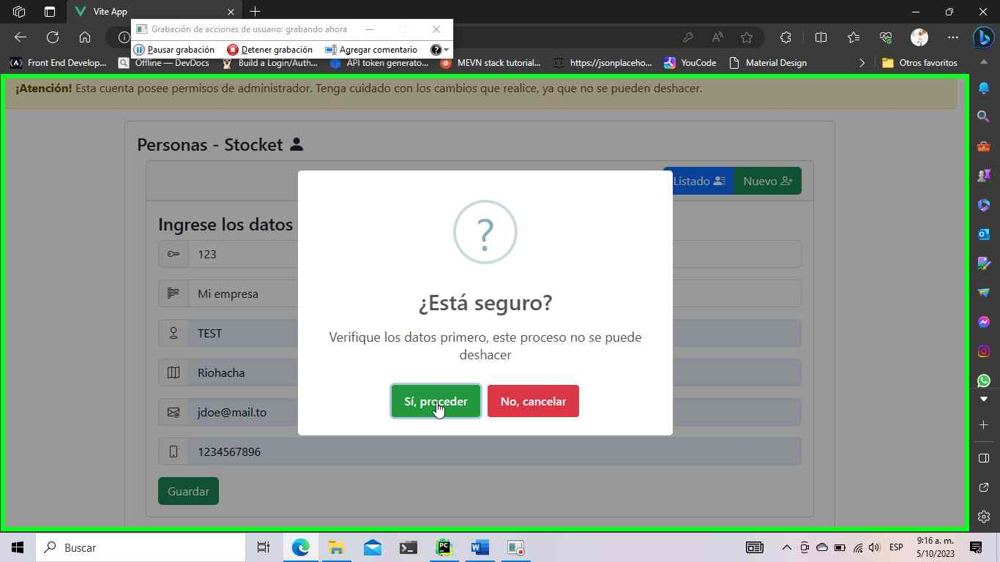 Vite App
Grabación de acciones de usuario: grabando ahora
Pausar grabación
Detener grabación
Agregar comentario
Front End Develop...
Offline — DevDocs
Build a Login/Auth...
API token generato...
MEVN stack tutorial...
https://jsonplaceho...
YouCode
Material Design
Otros favoritos
¡Atención! Esta cuenta posee permisos de administrador. Tenga cuidado con los cambios que realice, ya que no se pueden deshacer.
Personas - Stocket
Listado
Nuevo
Ingrese los datos
123
Mi empresa
TEST
Riohacha
jdoe@mail.to
1234567896
Guardar
?
¿Está seguro?
Verifique los datos primero, este proceso no se puede
deshacer
Sí, proceder
No, cancelar
Buscar
ESP
9:16 a. m.
5/10/2023